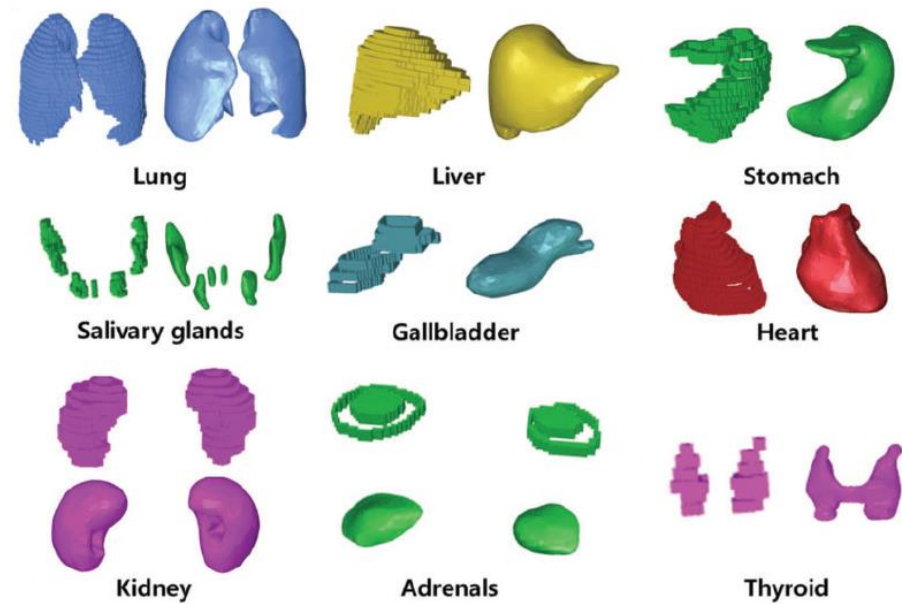 Lung
Liver
Stomach
Salivary glands
Gallbladder
Heart
Kidney
Adrenals
Thyroid